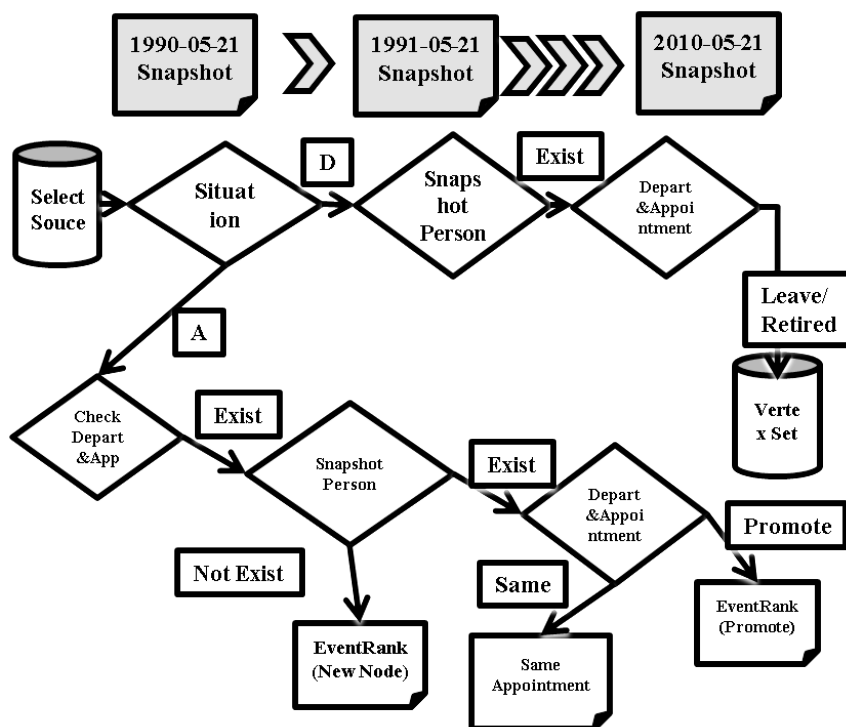 1990-05-21
Snapshot
1991-05-21
Snapshot
2010-05-21
Snapshot
Select
Souce
Situat
ion
D
Snaps
hot
Person
Exist
Depart
&Appoi
ntment
Leave/
Retired
Verte
x Set
A
Check
Depart
&App
Exist
Snapshot
Person
Exist
Depart
&Appoi
ntment
Promote
Not Exist
Same
EventRank
(New Node)
Same
Appointment
EventRank
(Promote)